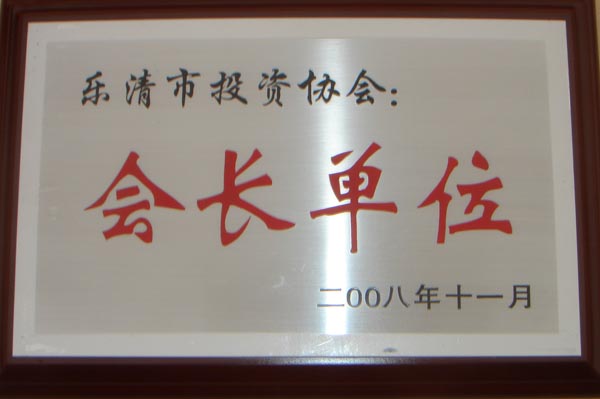 乐清市投资协会：
会长单位
二00八年十一月